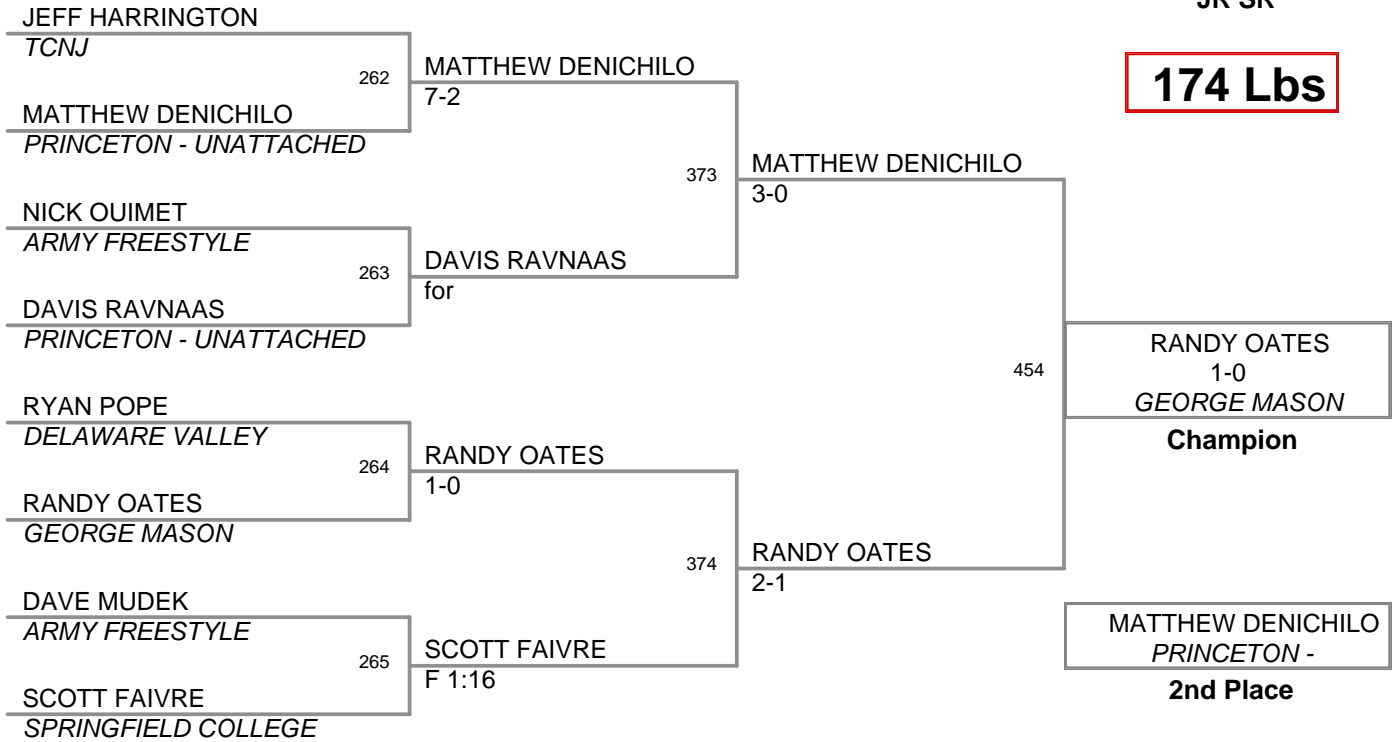 JR SR
174 Lbs
JEFF HARRINGTON
TCNJ
262
MATTHEW DENICHILO
PRINCETON - UNATTACHED
MATTHEW DENICHILO
7-2
NICK OUIMET
ARMY FREESTYLE
263
DAVIS RAVNAAS
PRINCETON - UNATTACHED
DAVIS RAVNAAS
for
373
MATTHEW DENICHILO
3-0
RYAN POPE
DELAWARE VALLEY
264
RANDY OATES
GEORGE MASON
RANDY OATES
1-0
DAVE MUDEK
ARMY FREESTYLE
265
SCOTT FAIVRE
SPRINGFIELD COLLEGE
SCOTT FAIVRE
F 1:16
374
RANDY OATES
2-1
454
RANDY OATES
1-0
GEORGE MASON
Champion
MATTHEW DENICHILO
PRINCETON -
2nd Place